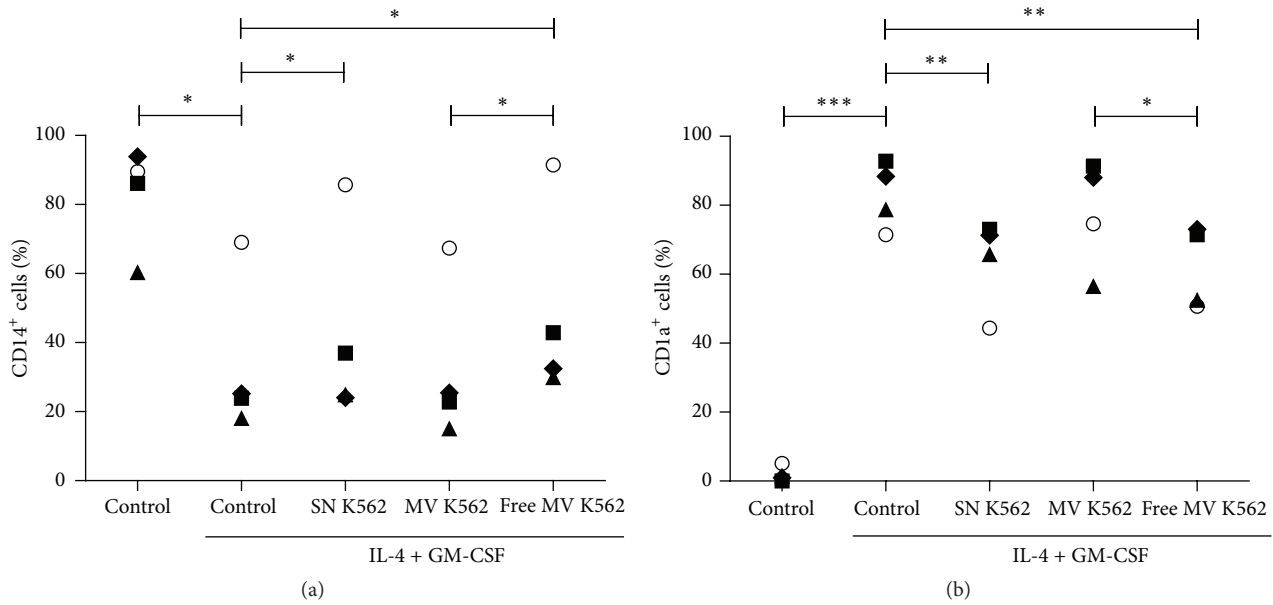 *
*
*
*
100
80
60
40
20
0
CD14+ cells (%)
Control
Control
SN K562
MV K562
Free MV K562
IL-4 + GM-CSF
(a)
**
**
***
*
100
80
60
40
20
0
CD1a+ cells (%)
Control
Control
SN K562
MV K562
Free MV K562
IL-4 + GM-CSF
(b)